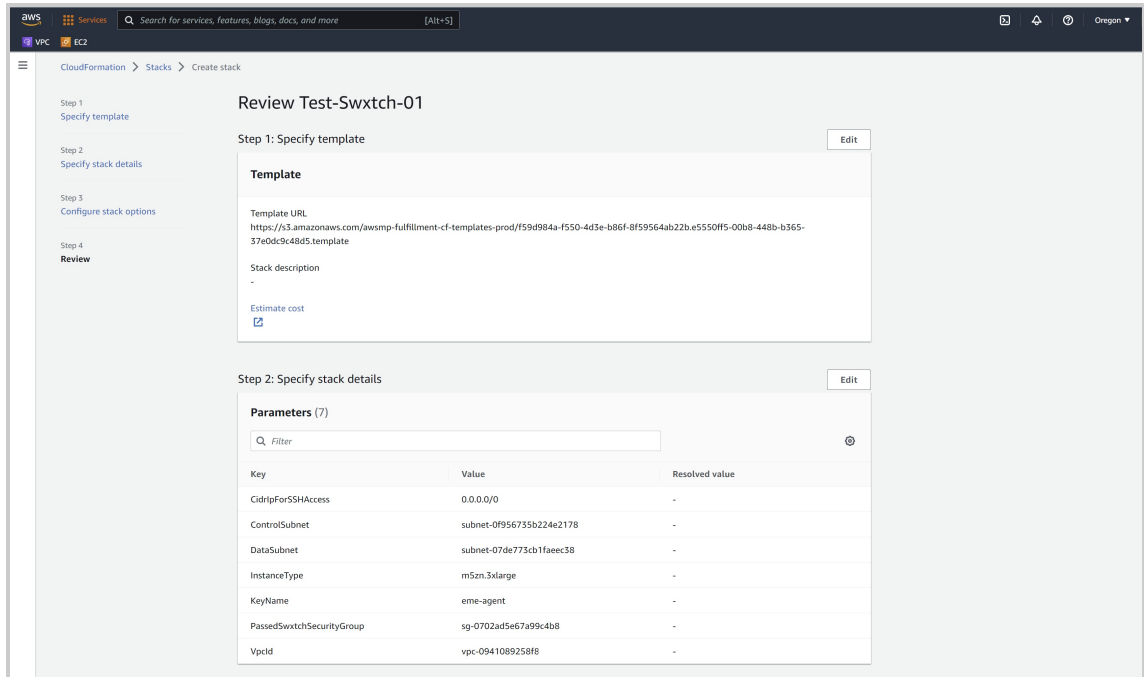 aws
Services
Search for services, features, blogs, docs, and more
[Alt+S]
Oregon
VPC
EC2
CloudFormation > Stacks > Create stack
Step 1
Specify template
Step 2
Specify stack details
Step 3
Configure stack options
Step 4
Review
Review Test-Swxtch-01
Step 1: Specify template
Edit
Template
Template URL
https://s3.amazonaws.com/awsmp-fulfillment-cf-templates-prod/f59d984a-f550-4d3e-b86f-8f59564ab22b.e5550ff5-00b8-448b-b365-
37e0dc9c48d5.template
Stack description
-
Estimate cost
Step 2: Specify stack details
Edit
Parameters (7)
Filter
Key Value Resolved value
CidrIpForSSHAccess 0.0.0.0/0 -
ControlSubnet subnet-0f956735b224e2178 -
DataSubnet subnet-07de773cb1faeec38 -
InstanceType m5zn.3xlarge -
KeyName eme-agent -
PassedSwxtchSecurityGroup sg-0702ad5e67a99c4b8 -
VpcId vpc-0941089258f8 -